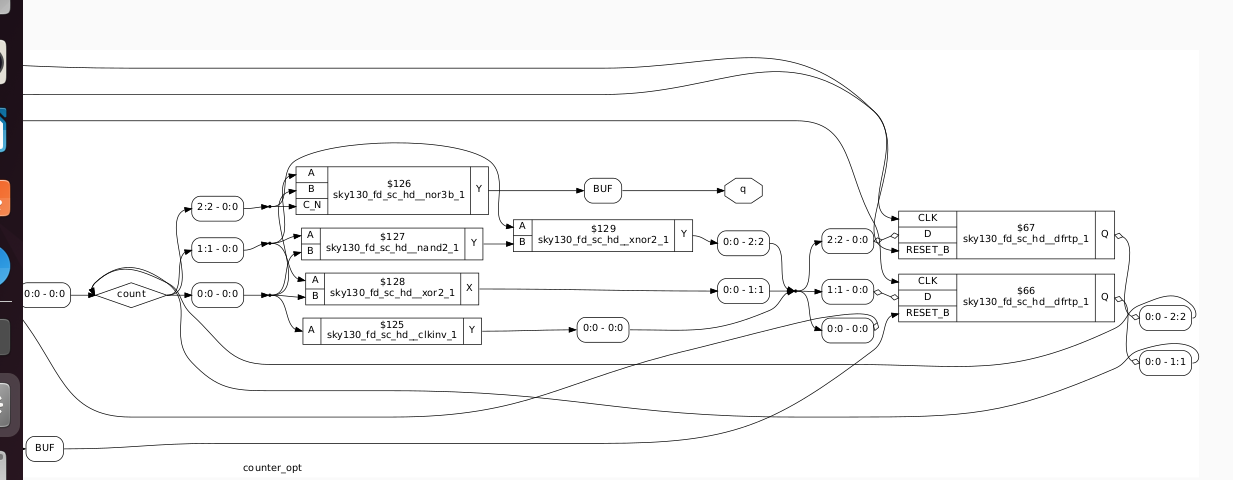 A
B
C_N
$126
sky130_fd_sc_hd__nor3b_1
Y
BUF
q
2:2 - 0:0
1:1 - 0:0
0:0 - 0:0
A
B
$127
sky130_fd_sc_hd__nand2_1
Y
A
B
$129
sky130_fd_sc_hd__xnor2_1
Y
0:0 - 2:2
2:2 - 0:0
CLK
D
RESET_B
$67
sky130_fd_sc_hd__dfrtp_1
Q
0:0 - 0:0
count
A
B
$128
sky130_fd_sc_hd__xor2_1
X
0:0 - 1:1
1:1 - 0:0
CLK
D
RESET_B
$66
sky130_fd_sc_hd__dfrtp_1
Q
A
$125
sky130_fd_sc_hd__clkinv_1
Y
0:0 - 0:0
0:0 - 0:0
0:0 - 2:2
0:0 - 1:1
BUF
counter_opt